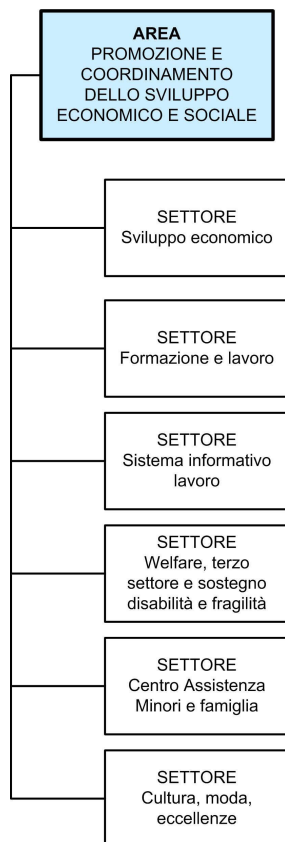 AREA
PROMOZIONE E
COORDINAMENTO
DELLO SVILUPPO
ECONOMICO E SOCIALE
SETTORE
Sviluppo economico
SETTORE
Formazione e lavoro
SETTORE
Sistema informativo
lavoro
SETTORE
Welfare, terzo
settore e sostegno
disabilità e fragilità
SETTORE
Centro Assistenza
Minori e famiglia
SETTORE
Cultura, moda,
eccellenze